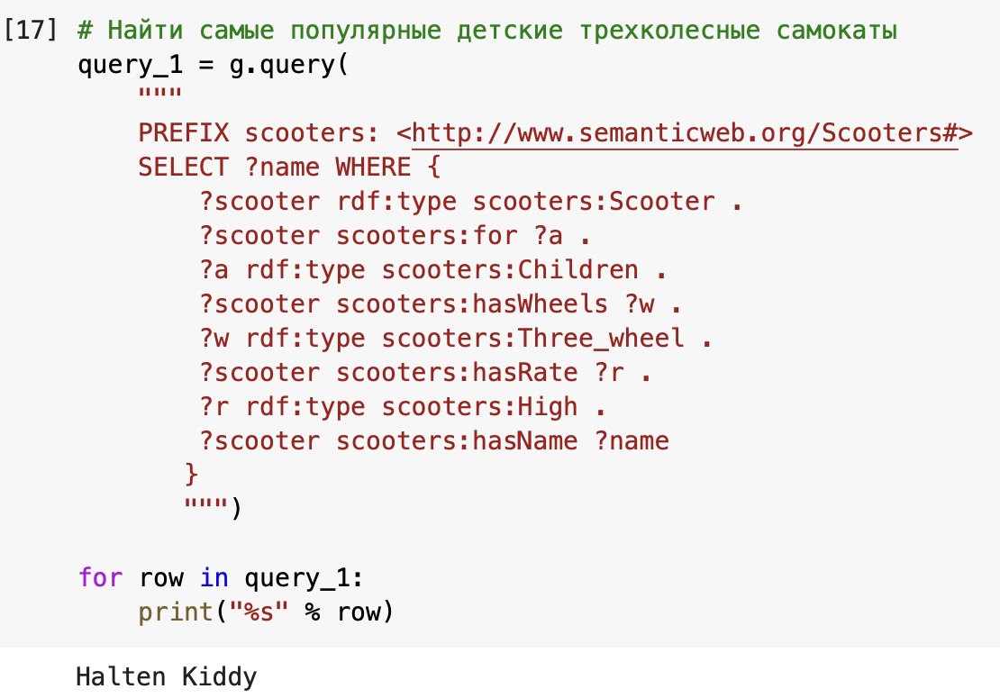 [17] # Найти самые популярные детские трехколесные самокаты
query_1 = g.query(
"""
PREFIX scooters: <http://www.semanticweb.org/Scooters#>
SELECT ?name WHERE {
?scooter rdf:type scooters:Scooter .
?scooter scooters:for ?a .
?a rdf:type scooters:Children .
?scooter scooters:hasWheels ?w .
?w rdf:type scooters:Three_wheel .
?scooter scooters:hasRate ?r .
?r rdf:type scooters:High .
?scooter scooters:hasName ?name
}
""")
for row in query_1:
print("%s" % row)
Halten Kiddy